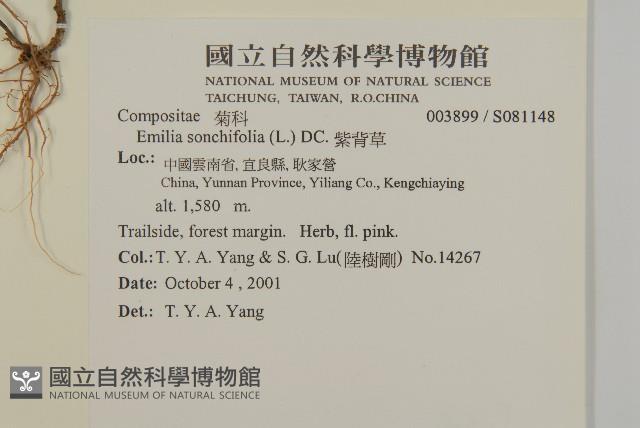 國立自然科學博物館
NATIONAL MUSEUM OF NATURAL SCIENCE
TAICHUNG, TAIWAN, R.O.CHINA
Compositae 菊科 003899 / S081148
Emilia sonchifolia (L.) DC. 紫背草
Loc.: 中國雲南省, 宜良縣, 耿家營
China, Yunnan Province, Yiliang Co., Kengchiaying
alt. 1,580 m.
Trailside, forest margin. Herb, fl. pink.
Col.: T. Y. A. Yang & S. G. Lu(陸樹剛) No.14267
Date: October 4 , 2001
Det.: T. Y. A. Yang
國立自然科學博物館
NATIONAL MUSEUM OF NATURAL SCIENCE